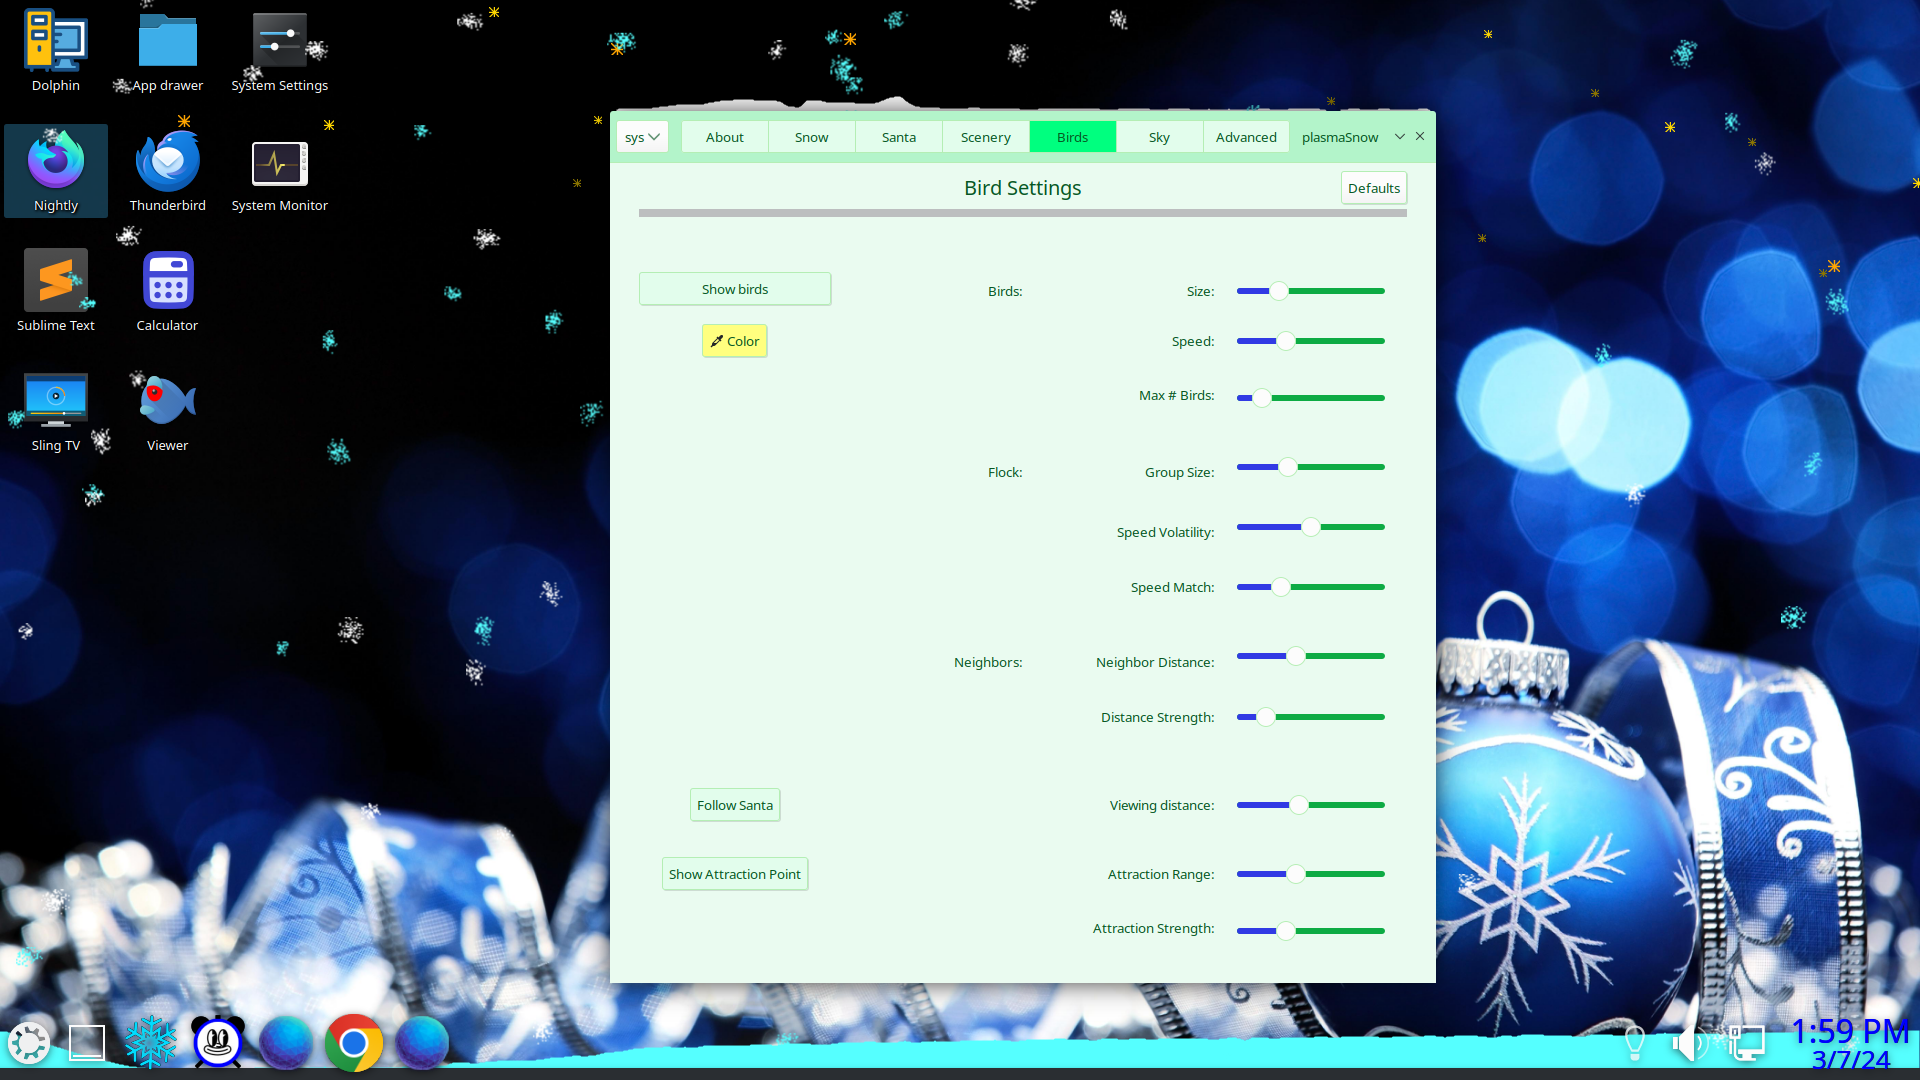 Dolphin
App drawer
System Settings
Nightly
Thunderbird
System Monitor
Sublime Text
Calculator
Sling TV
Viewer
sys
About
Snow
Santa
Scenery
Birds
Sky
Advanced
plasmaSnow
Bird Settings
Defaults
Show birds
Birds:
Size:
Color
Speed:
Max # Birds:
Flock:
Group Size:
Speed Volatility:
Speed Match:
Neighbors:
Neighbor Distance:
Distance Strength:
Follow Santa
Viewing distance:
Show Attraction Point
Attraction Range:
Attraction Strength:
1:59 PM
3/7/24